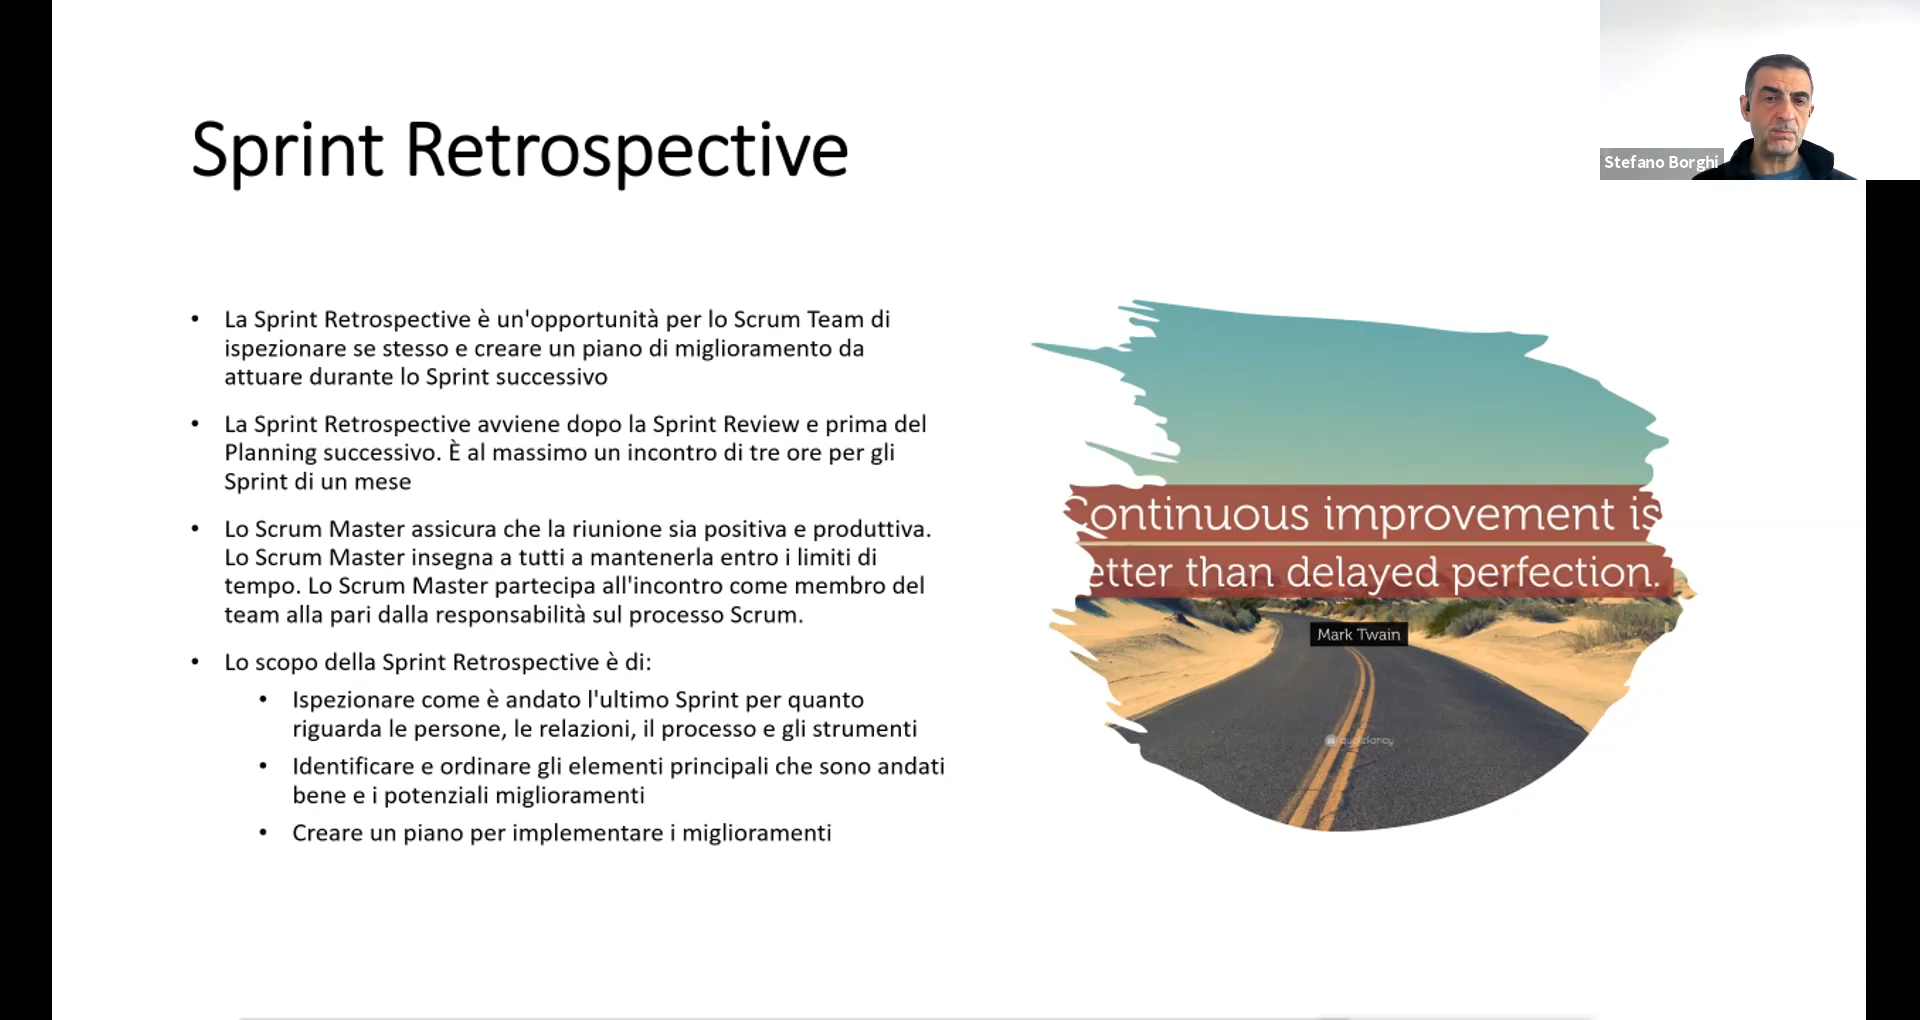 Sprint Retrospective
Stefano Borghi
• La Sprint Retrospective è un'opportunità per lo Scrum Team di
ispezionare se stesso e creare un piano di miglioramento da
attuare durante lo Sprint successivo
• La Sprint Retrospective avviene dopo la Sprint Review e prima del
Planning successivo. È al massimo un incontro di tre ore per gli
Sprint di un mese
• Lo Scrum Master assicura che la riunione sia positiva e produttiva.
Lo Scrum Master insegna a tutti a mantenerla entro i limiti di
tempo. Lo Scrum Master partecipa all'incontro come membro del
team alla pari dalla responsabilità sul processo Scrum.
• Lo scopo della Sprint Retrospective è di:
• Ispezionare come è andato l'ultimo Sprint per quanto
riguarda le persone, le relazioni, il processo e gli strumenti
• Identificare e ordinare gli elementi principali che sono andati
bene e i potenziali miglioramenti
• Creare un piano per implementare i miglioramenti
Continuous improvement is
etter than delayed perfection.
Mark Twain